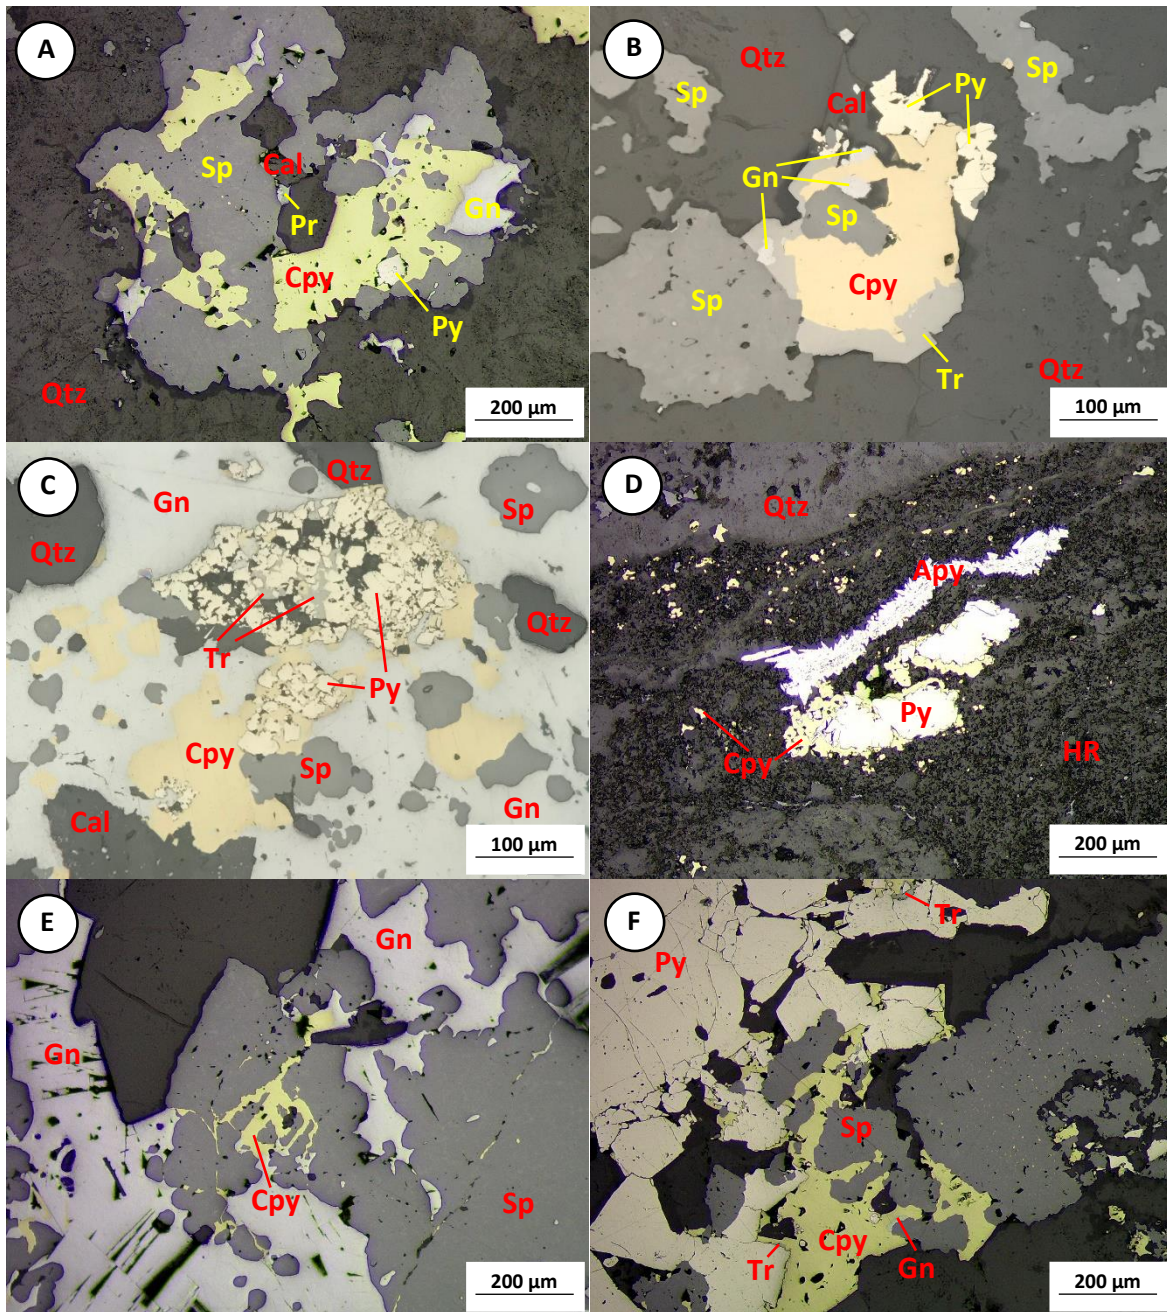 A
Sp
Cal
Pr
Gn
Cpy
Py
Qtz
200 µm
B
Qtz
Sp
Sp
Py
Cal
Gn
Sp
Sp
Cpy
Tr
Qtz
100 µm
C
Qtz
Gn
Sp
Qtz
Qtz
Tr
Py
Cpy
Sp
Cal
Gn
100 µm
D
Qtz
Apy
Py
Cpy
HR
200 µm
E
Gn
Gn
Cpy
Sp
200 µm
F
Tr
Py
Sp
Cpy
Tr
Gn
200 µm